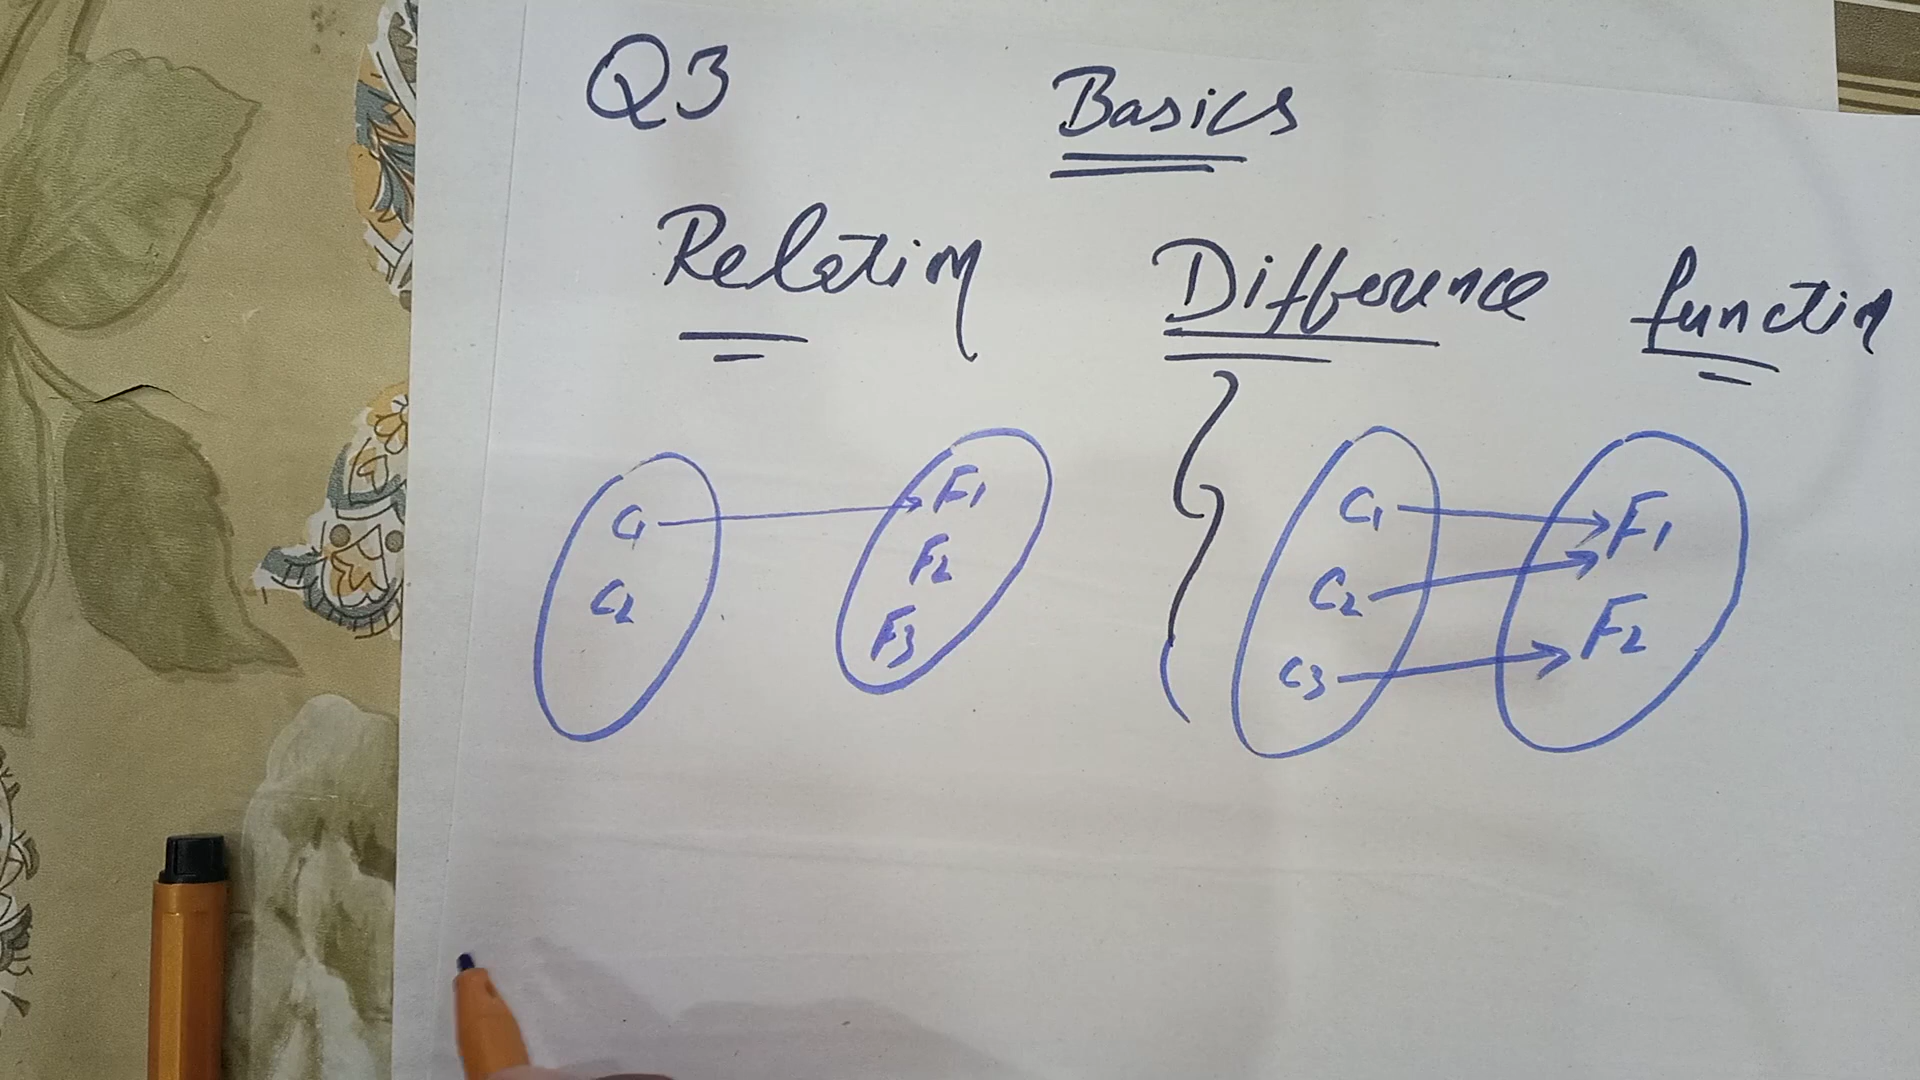 Q3 Basics
Relation Difference function
C1 F1
C2 F2
F3
C1 F1
C2 F2
C3